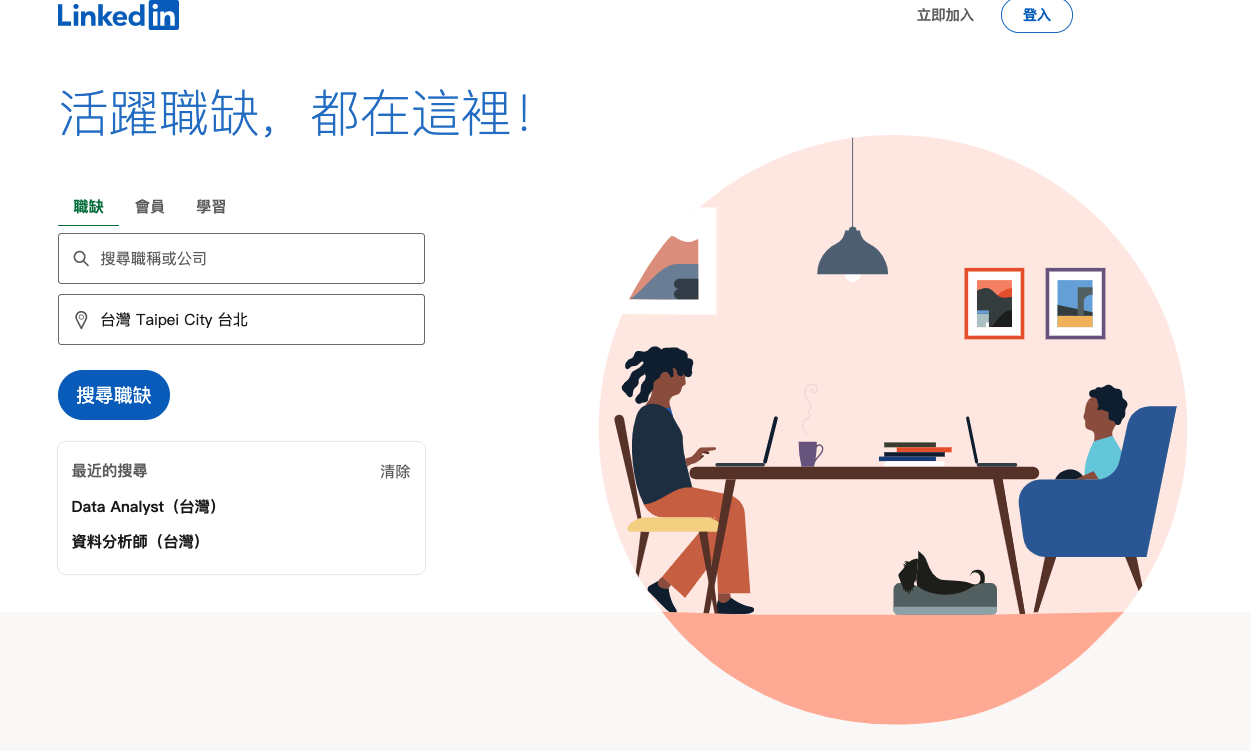 LinkedIn
立即加入
登入
活躍職缺，都在這裡！
職缺 會員 學習
搜尋職稱或公司
台灣 Taipei City 台北
搜尋職缺
最近的搜尋
清除
Data Analyst（台灣）
資料分析師（台灣）